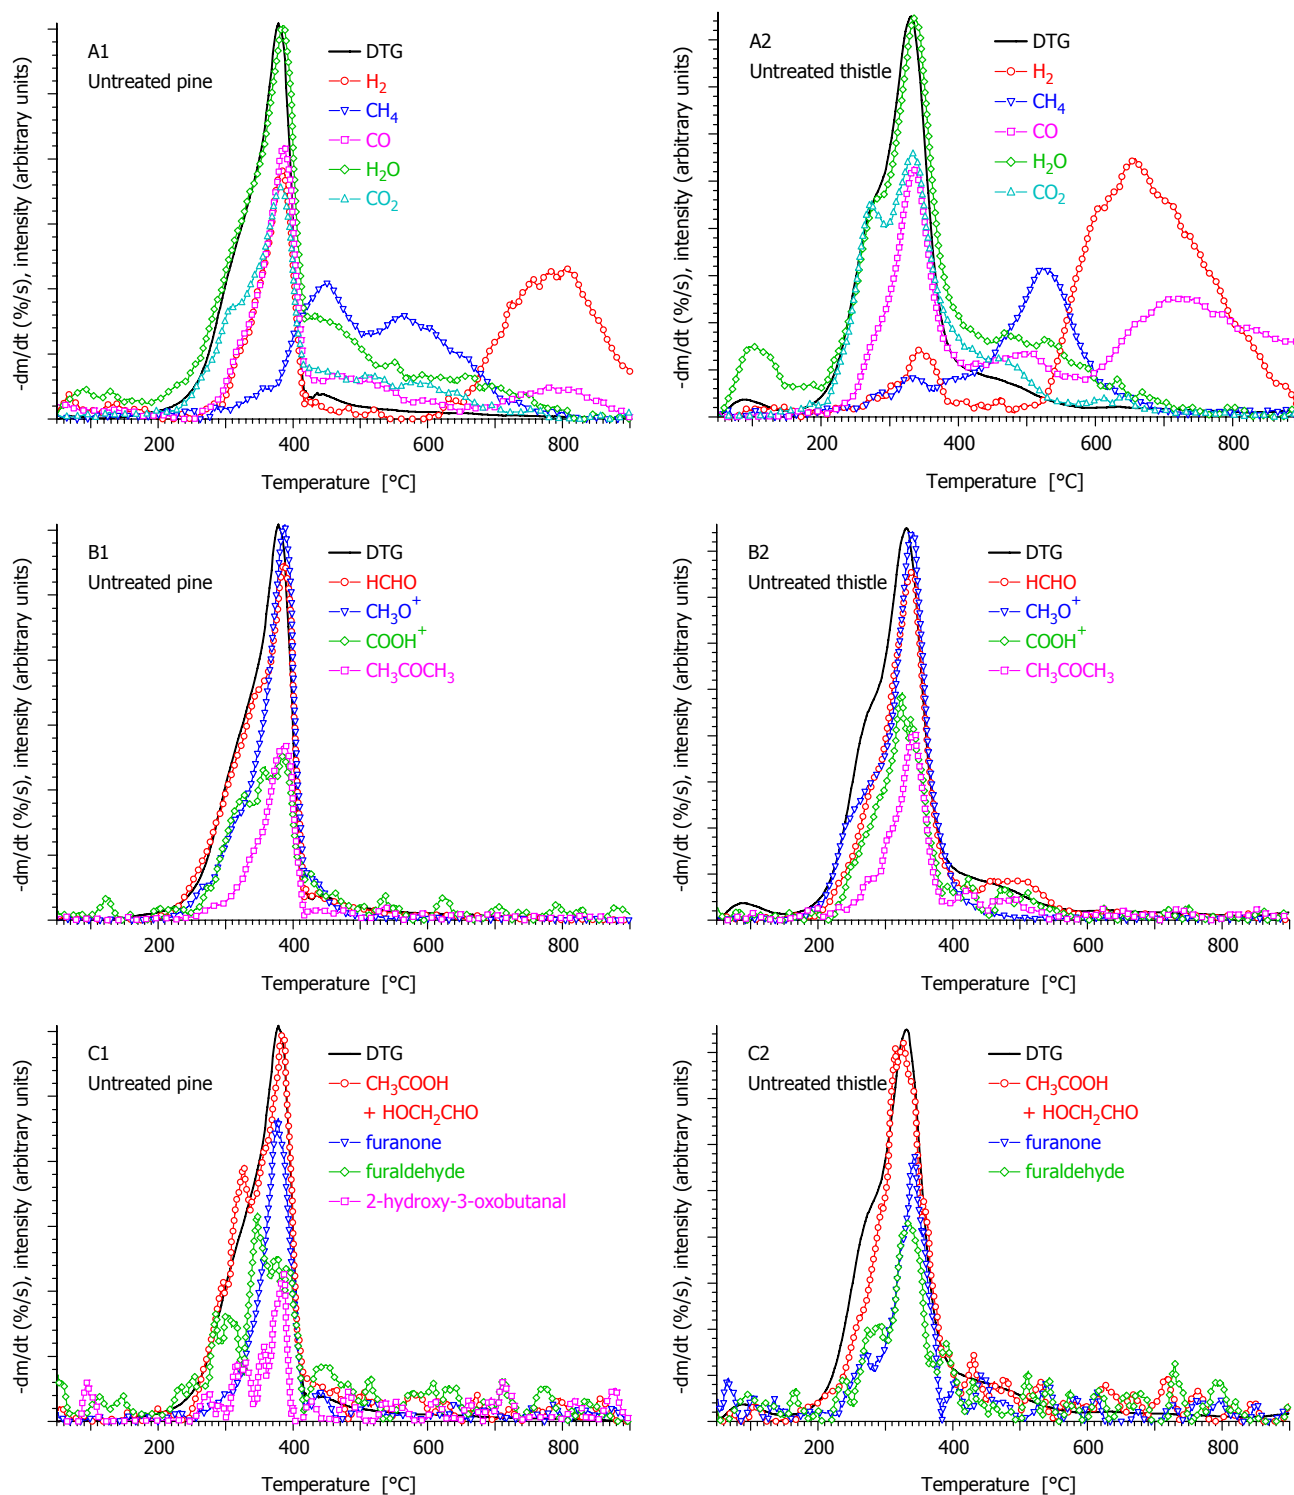 -dm/dt (%/s), intensity (arbitrary units)
A1
Untreated pine
DTG
H2
CH4
CO
H2O
CO2
200 400 600 800
Temperature [°C]
-dm/dt (%/s), intensity (arbitrary units)
A2
Untreated thistle
DTG
H2
CH4
CO
H2O
CO2
200 400 600 800
Temperature [°C]
-dm/dt (%/s), intensity (arbitrary units)
B1
Untreated pine
DTG
HCHO
CH3O+
COOH+
CH3COCH3
200 400 600 800
Temperature [°C]
-dm/dt (%/s), intensity (arbitrary units)
B2
Untreated thistle
DTG
HCHO
CH3O+
COOH+
CH3COCH3
200 400 600 800
Temperature [°C]
-dm/dt (%/s), intensity (arbitrary units)
C1
Untreated pine
DTG
CH3COOH
+ HOCH2CHO
furanone
furaldehyde
2-hydroxy-3-oxobutanal
200 400 600 800
Temperature [°C]
-dm/dt (%/s), intensity (arbitrary units)
C2
Untreated thistle
DTG
CH3COOH
+ HOCH2CHO
furanone
furaldehyde
200 400 600 800
Temperature [°C]